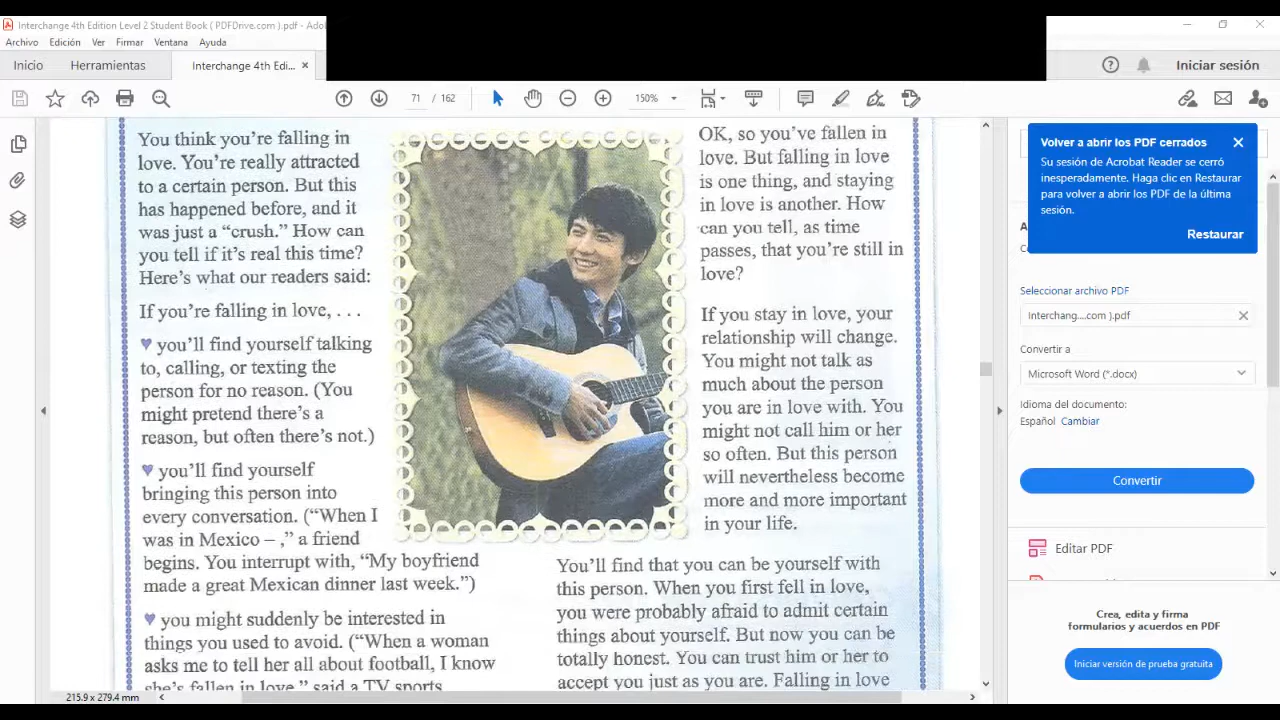 Interchange 4th Edition Level 2 Student Book ( PDFDrive.com ).pdf - Ado
Archivo Edición Ver Firmar Ventana Ayuda
Inicio Herramientas Interchange 4th Edi... × Iniciar sesión
71 / 162 150%
You think you're falling in
love. You're really attracted
to a certain person. But this
has happened before, and it
was just a “crush.” How can
you tell if it's real this time?
Here's what our readers said:
If you're falling in love, . . .
♥ you'll find yourself talking
to, calling, or texting the
person for no reason. (You
might pretend there's a
reason, but often there's not.)
♥ you'll find yourself
bringing this person into
every conversation. (“When I
was in Mexico – ,” a friend
begins. You interrupt with, “My boyfriend
made a great Mexican dinner last week.”)
♥ you might suddenly be interested in
things you used to avoid. (“When a woman
asks me to tell her all about football, I know
she's fallen in love,” said a TV sports
OK, so you've fallen in
love. But falling in love
is one thing, and staying
in love is another. How
can you tell, as time
passes, that you're still in
love?
If you stay in love, your
relationship will change.
You might not talk as
much about the person
you are in love with. You
might not call him or her
so often. But this person
will nevertheless become
more and more important
in your life.
You'll find that you can be yourself with
this person. When you first fell in love,
you were probably afraid to admit certain
things about yourself. But now you can be
totally honest. You can trust him or her to
accept you just as you are. Falling in love
Volver a abrir los PDF cerrados
Su sesión de Acrobat Reader se cerró
inesperadamente. Haga clic en Restaurar
para volver a abrir los PDF de la última
sesión.
Restaurar
Seleccionar archivo PDF
Interchang....com ).pdf
Convertir a
Microsoft Word (*.docx)
Idioma del documento:
Español Cambiar
Convertir
Editar PDF
Crea, edita y firma
formularios y acuerdos en PDF
Iniciar versión de prueba gratuita
215.9 x 279.4 mm